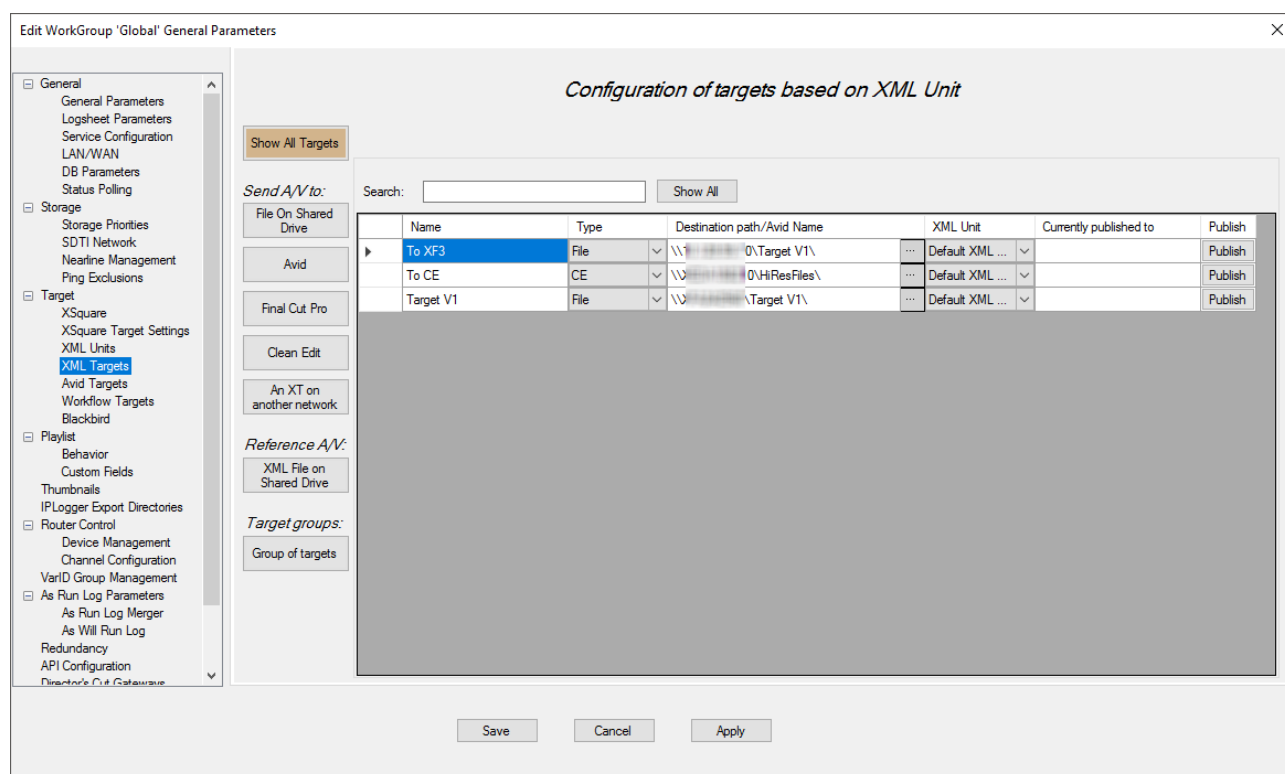 Edit WorkGroup 'Global' General Parameters
Configuration of targets based on XML Unit
General
General Parameters
Logsheet Parameters
Service Configuration
LAN/WAN
DB Parameters
Status Polling
Storage
Storage Priorities
SDTI Network
Nearline Management
Ping Exclusions
Target
XSquare
XSquare Target Settings
XML Units
XML Targets
Avid Targets
Workflow Targets
Blackbird
Playlist
Behavior
Custom Fields
Thumbnails
IPLogger Export Directories
Router Control
Device Management
Channel Configuration
VarID Group Management
As Run Log Parameters
As Run Log Merger
As Will Run Log
Redundancy
API Configuration
Director's Cut Gateways
Show All Targets
Send A/V to:
File On Shared
Drive
Avid
Final Cut Pro
Clean Edit
An XT on
another network
Reference A/V:
XML File on
Shared Drive
Target groups:
Group of targets
Search: Show All
Name Type Destination path/Avid Name XML Unit Currently published to Publish
To XF3 File 0\Target V1\ ... Default XML ... Publish
To CE CE 0\HiResFiles\ ... Default XML ... Publish
Target V1 File \Target V1\ ... Default XML ... Publish
Save Cancel Apply